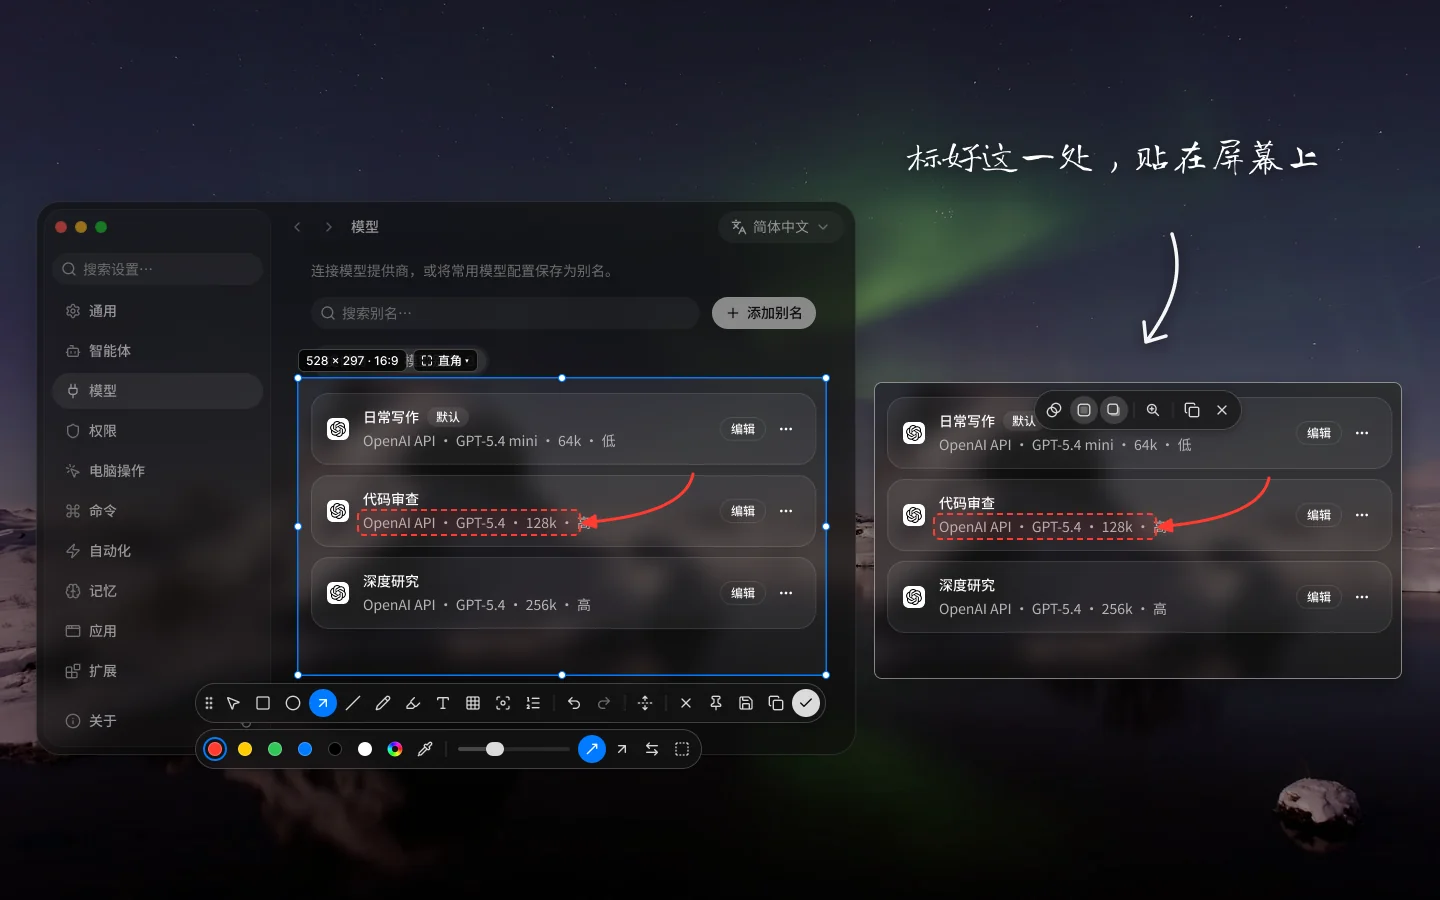 标好这一处，贴在屏幕上
模型
简体中文
搜索设置…
连接模型提供商，或将常用模型配置保存为别名。
搜索别名…
添加别名
通用
智能体
模型
权限
电脑操作
命令
自动化
记忆
应用
扩展
关于
528 × 297 · 16:9
直角
日常写作 默认
OpenAI API • GPT-5.4 mini • 64k • 低
编辑
代码审查
OpenAI API • GPT-5.4 • 128k • 高
编辑
深度研究
OpenAI API • GPT-5.4 • 256k • 高
编辑
日常写作 默认
OpenAI API • GPT-5.4 mini • 64k • 低
编辑
代码审查
OpenAI API • GPT-5.4 • 128k • 高
编辑
深度研究
OpenAI API • GPT-5.4 • 256k • 高
编辑